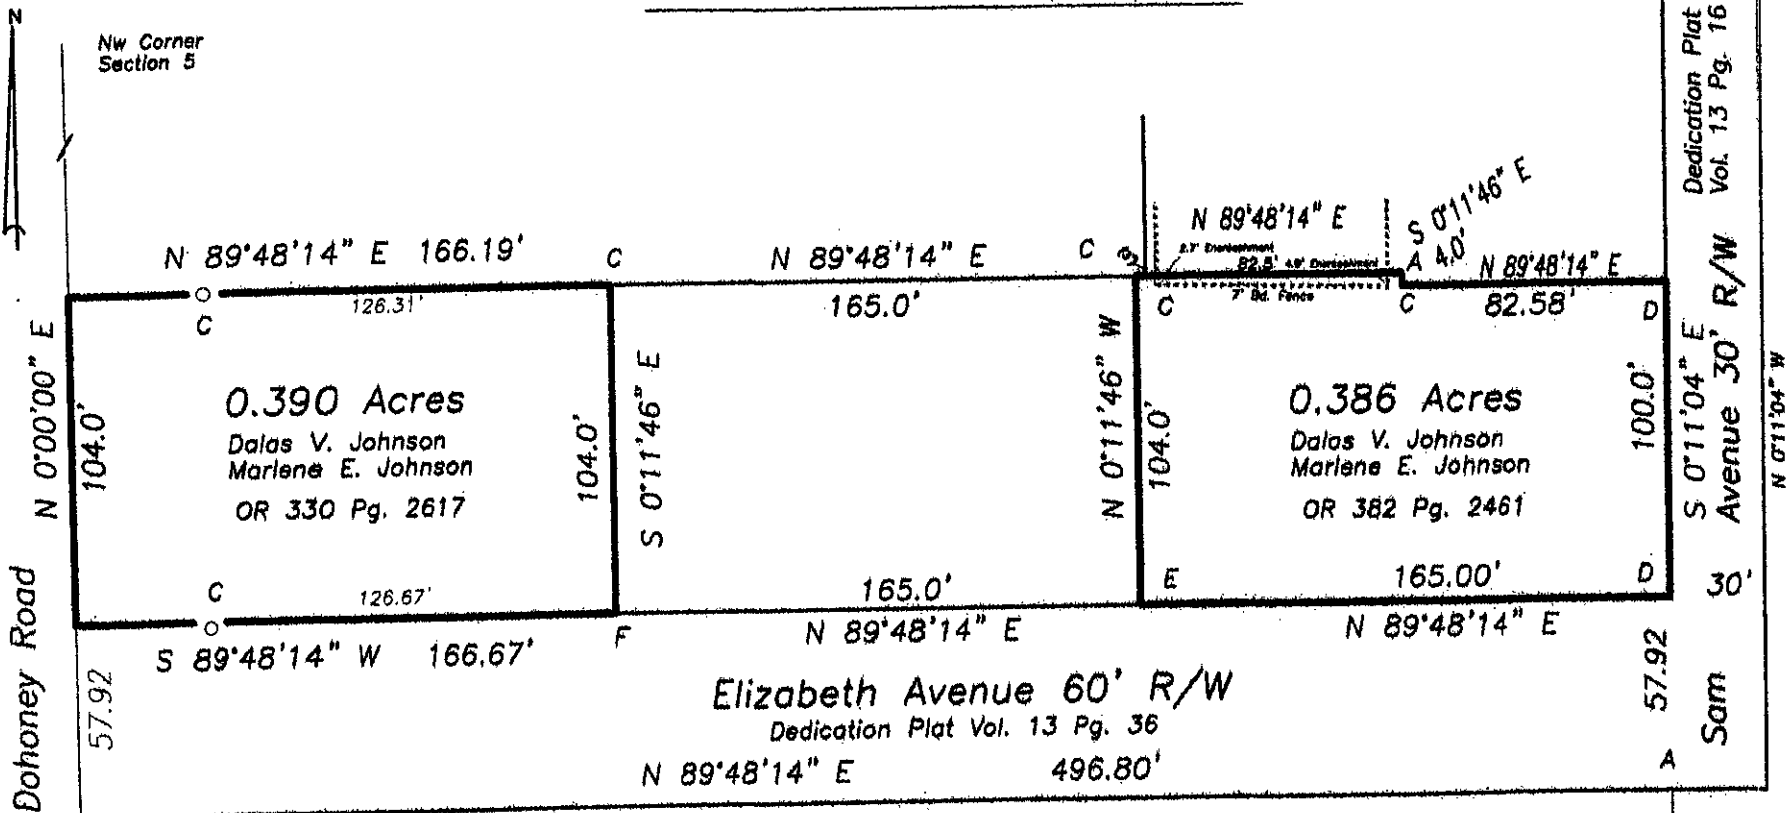 N
Nw Corner
Section 5
Dedication Plat
Vol. 13 Pg. 16
N 89°48'14" E 166.19'
126.31'
C
C
N 89°48'14" E
165.0'
C
N 89°48'14" E
2.7' Encroachment
82.5' 4.9' Encroachment
7' Bd. Fence
S 0°11'46" E
4.0'
A
C
C
N 89°48'14" E
82.58'
D
N 0°00'00" E
104.0'
0.390 Acres
Dalas V. Johnson
Marlene E. Johnson
OR 330 Pg. 2617
104.0'
S 0°11'46" E
N 0°11'46" W
104.0'
0.386 Acres
Dalas V. Johnson
Marlene E. Johnson
OR 382 Pg. 2461
100.0'
S 0°11'04" E
Sam Avenue 30' R/W
30'
N 0°11'04" W
C
126.67'
S 89°48'14" W 166.67'
F
165.0'
N 89°48'14" E
E
165.00'
D
N 89°48'14" E
Dohoney Road
57.92
57.92
Elizabeth Avenue 60' R/W
Dedication Plat Vol. 13 Pg. 36
N 89°48'14" E 496.80'
A